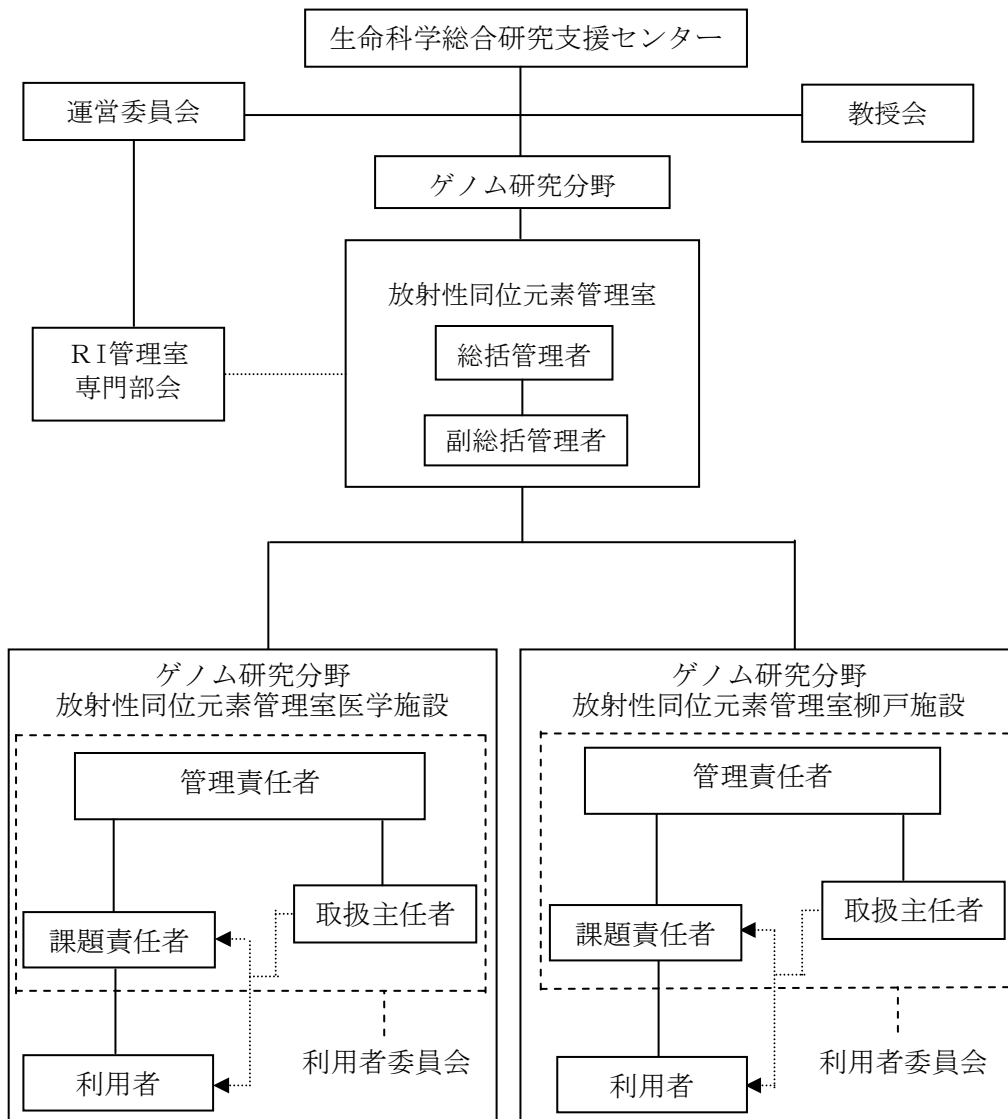 生命科学総合研究支援センター
運営委員会
教授会
ゲノム研究分野
放射性同位元素管理室
ＲＩ管理室
専門部会
総括管理者
副総括管理者
ゲノム研究分野
放射性同位元素管理室医学施設
管理責任者
取扱主任者
課題責任者
利用者委員会
利用者
ゲノム研究分野
放射性同位元素管理室柳戸施設
管理責任者
取扱主任者
課題責任者
利用者委員会
利用者